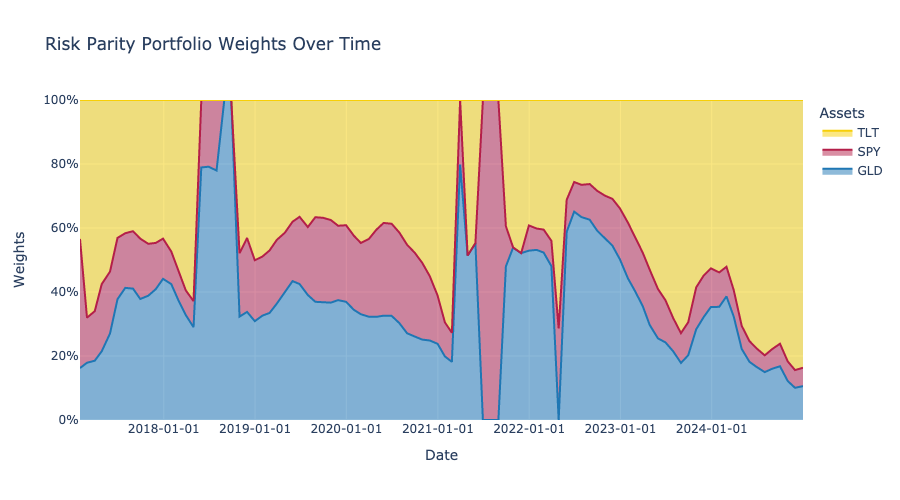 Risk Parity Portfolio Weights Over Time
Assets
TLT
SPY
GLD
Weights
100%
80%
60%
40%
20%
0%
2018-01-01 2019-01-01 2020-01-01 2021-01-01 2022-01-01 2023-01-01 2024-01-01
Date